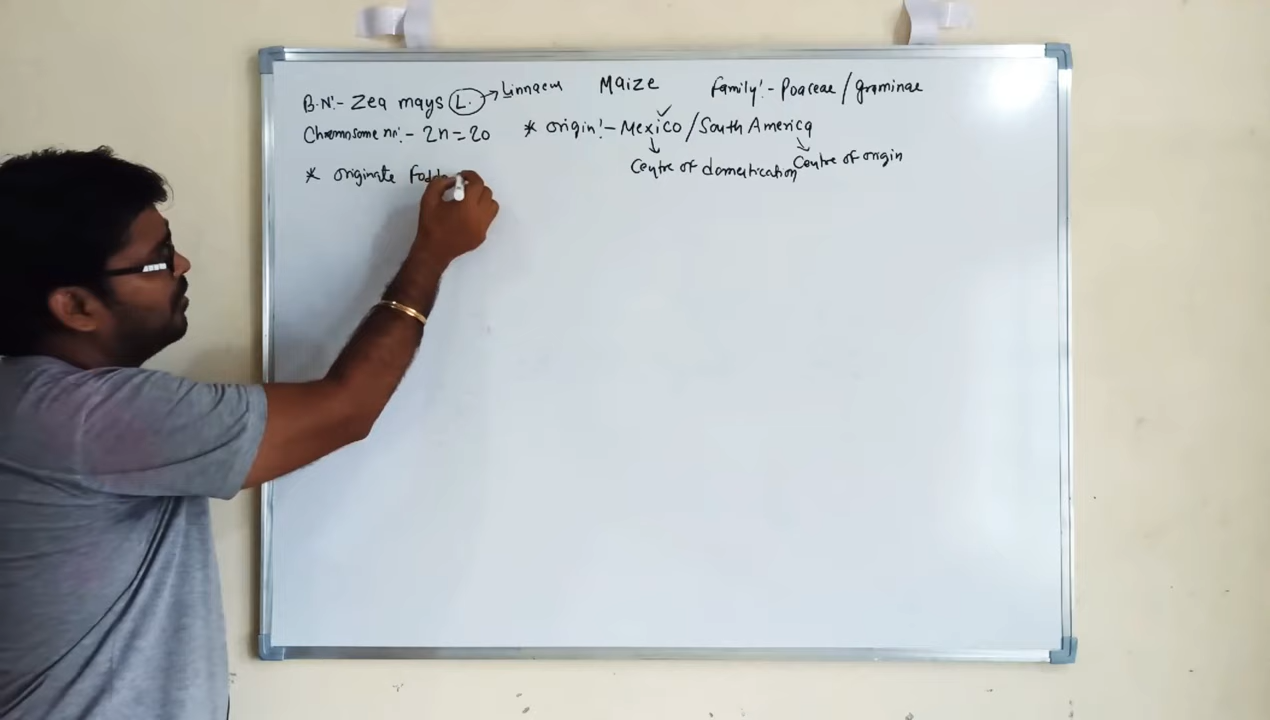 Maize
B.N:- Zea mays L. → Linnaeus
Family:- Poaceae / graminae
Chromosome no:- 2n=20
* origin:- Mexico / South America
Centre of domestication
Centre of origin
* originate Fodde